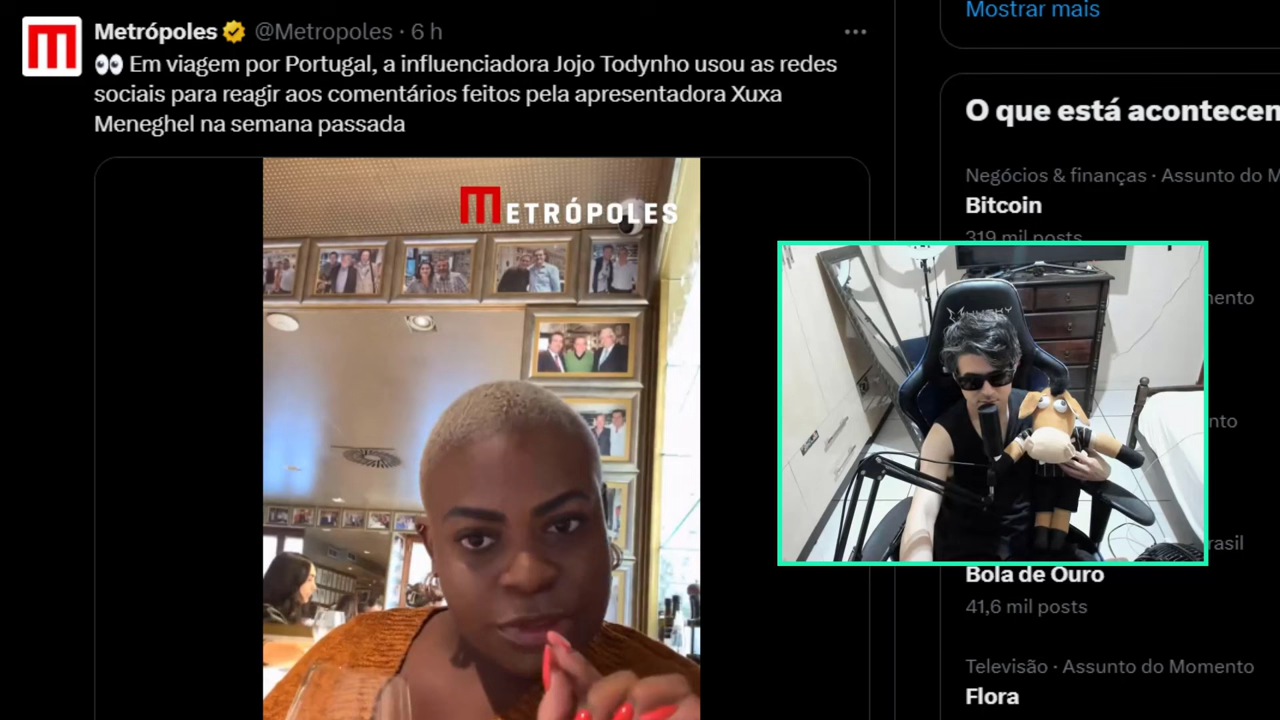 Metrópoles @Metropoles · 6 h
Em viagem por Portugal, a influenciadora Jojo Todynho usou as redes
sociais para reagir aos comentários feitos pela apresentadora Xuxa
Meneghel na semana passada
METRÓPOLES
Mostrar mais
O que está acontecen
Negócios & finanças · Assunto do M
Bitcoin
319 mil posts
mento
nto
rasil
Bola de Ouro
41,6 mil posts
Televisão · Assunto do Momento
Flora